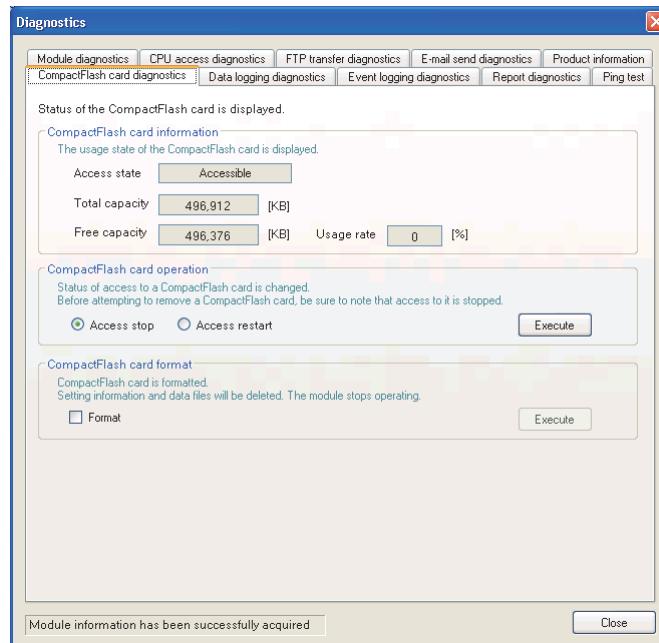 Diagnostics
Module diagnostics CPU access diagnostics FTP transfer diagnostics E-mail send diagnostics Product information
CompactFlash card diagnostics Data logging diagnostics Event logging diagnostics Report diagnostics Ping test
Status of the CompactFlash card is displayed.
CompactFlash card information
The usage state of the CompactFlash card is displayed.
Access state Accessible
Total capacity 496,912 [KB]
Free capacity 496,376 [KB] Usage rate 0 [%]
CompactFlash card operation
Status of access to a CompactFlash card is changed.
Before attempting to remove a CompactFlash card, be sure to note that access to it is stopped.
Access stop Access restart Execute
CompactFlash card format
CompactFlash card is formatted.
Setting information and data files will be deleted. The module stops operating.
Format Execute
Module information has been successfully acquired Close